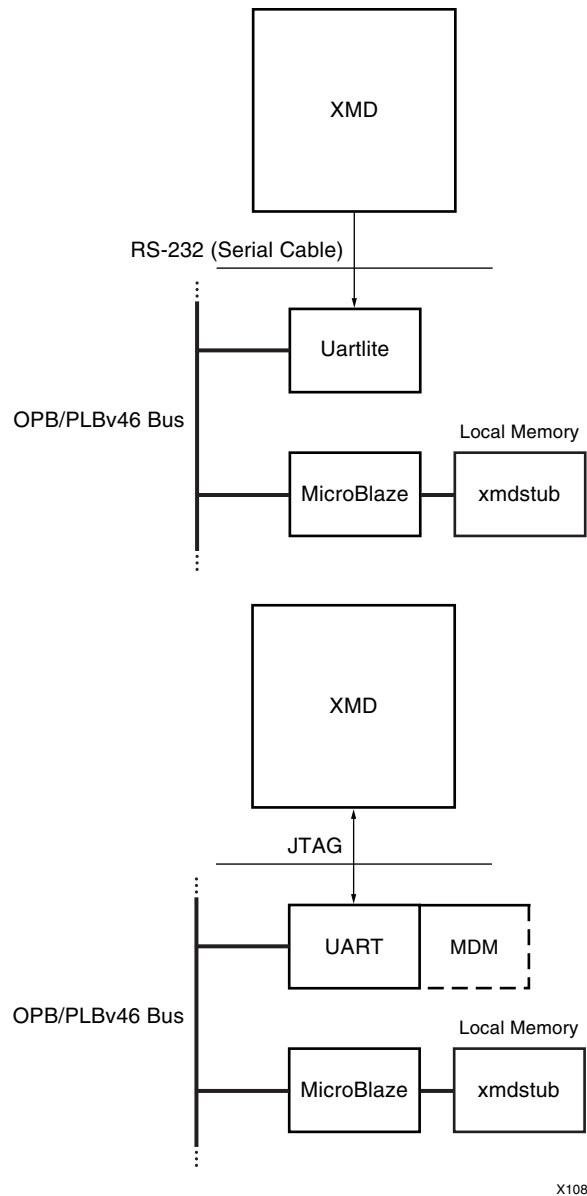 XMD
RS-232 (Serial Cable)
Uartlite
OPB/PLBv46 Bus
Local Memory
MicroBlaze
xmdstub
XMD
JTAG
UART
MDM
OPB/PLBv46 Bus
Local Memory
MicroBlaze
xmdstub
X108